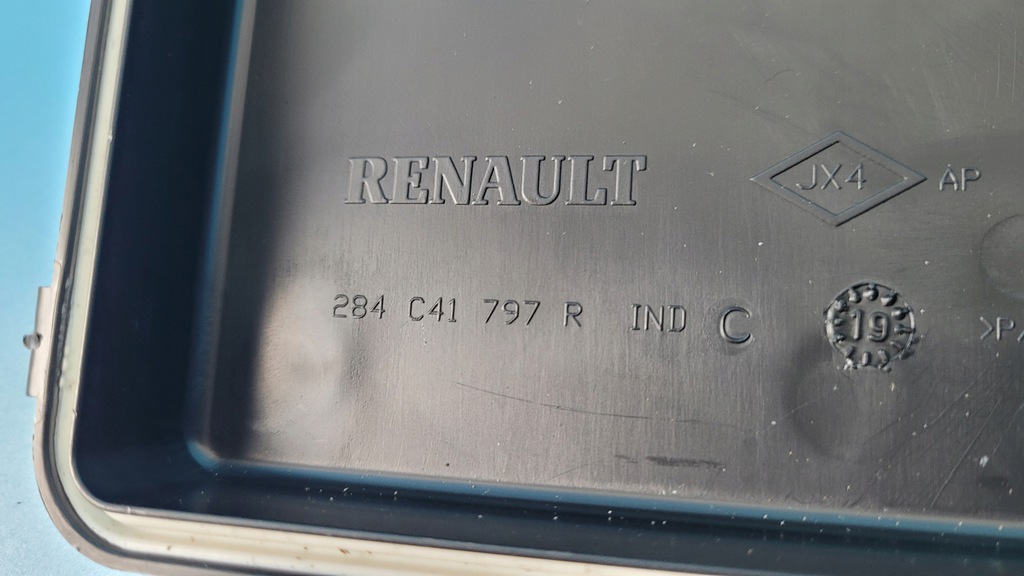 RENAULT
JX4 AP
284 C41 797 R IND C
19
>P